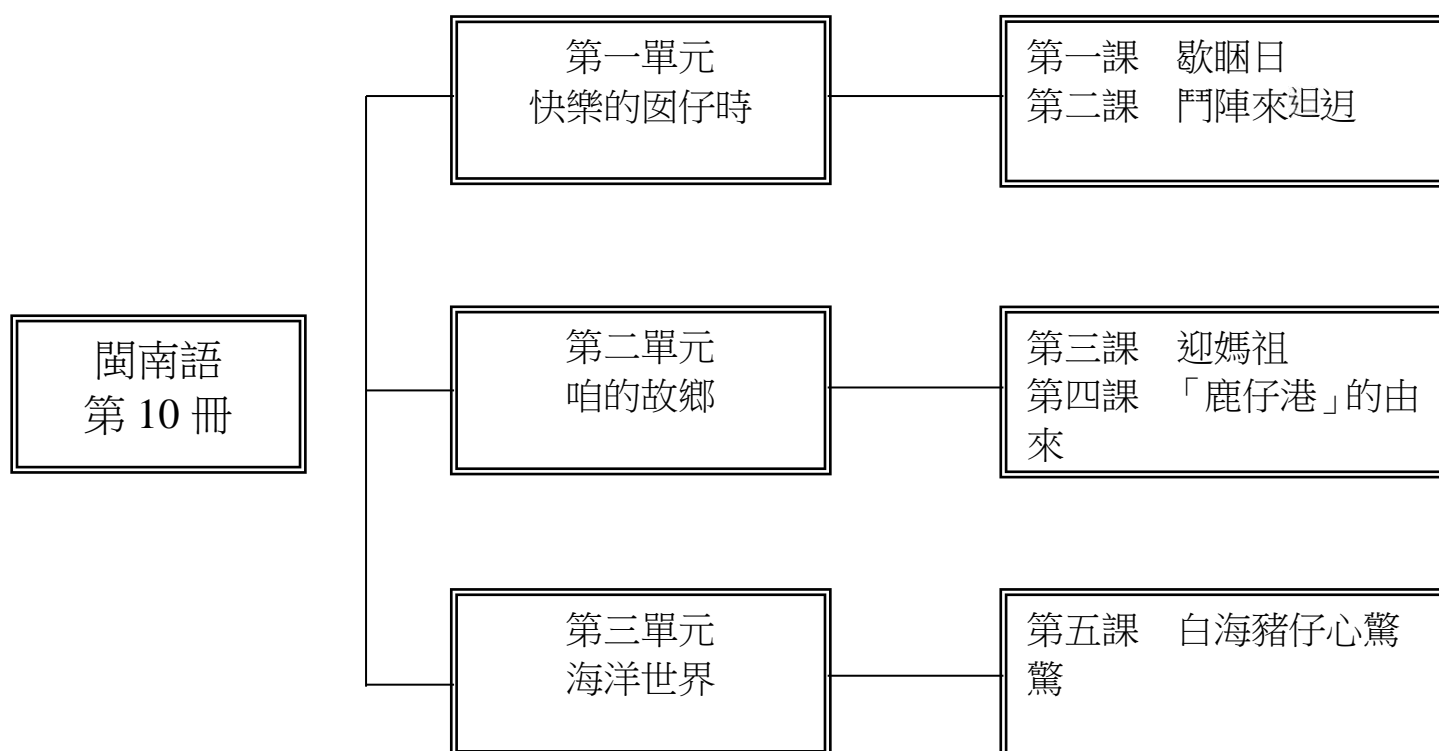 第一單元
快樂的囡仔時
第一課　歇睏日
第二課　鬥陣來𨑨迌
閩南語
第 10 冊
第二單元
咱的故鄉
第三課　迎媽祖
第四課　「鹿仔港」的由
來
第三單元
海洋世界
第五課　白海豬仔心驚
驚